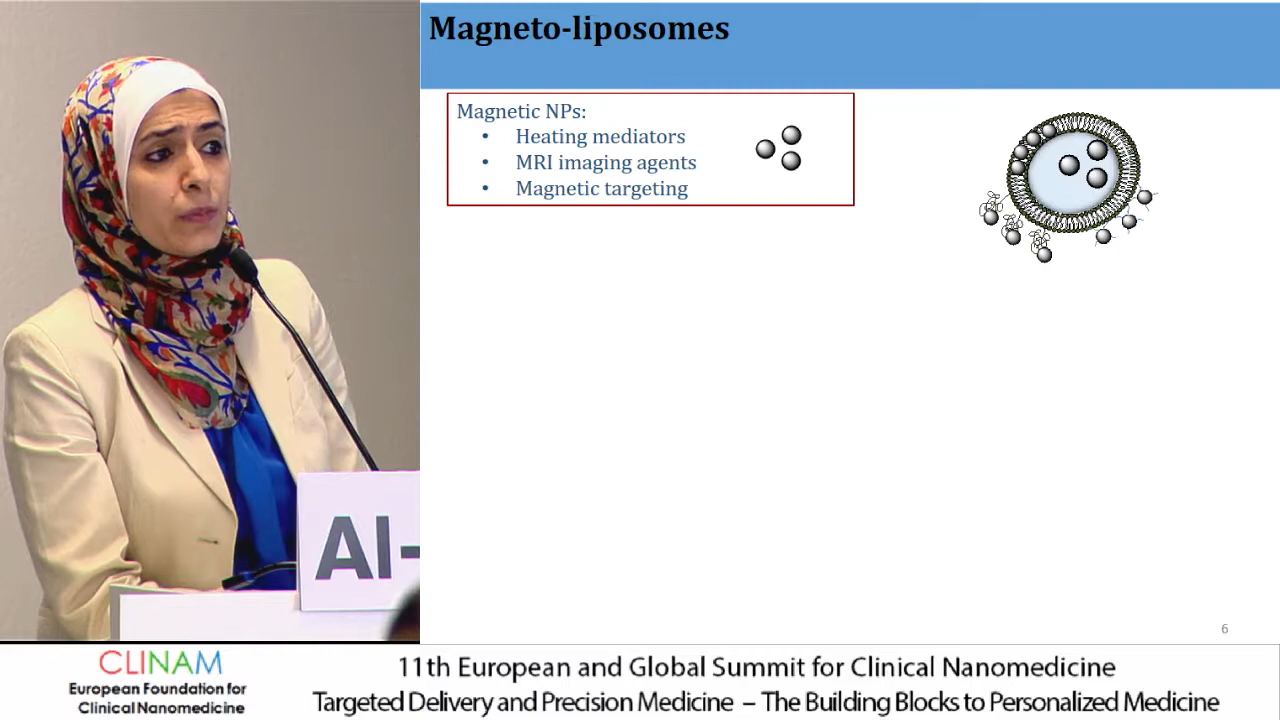 Magneto-liposomes
Magnetic NPs:
• Heating mediators
• MRI imaging agents
• Magnetic targeting
Al-
6
CLINAM
European Foundation for
Clinical Nanomedicine
11th European and Global Summit for Clinical Nanomedicine
Targeted Delivery and Precision Medicine – The Building Blocks to Personalized Medicine